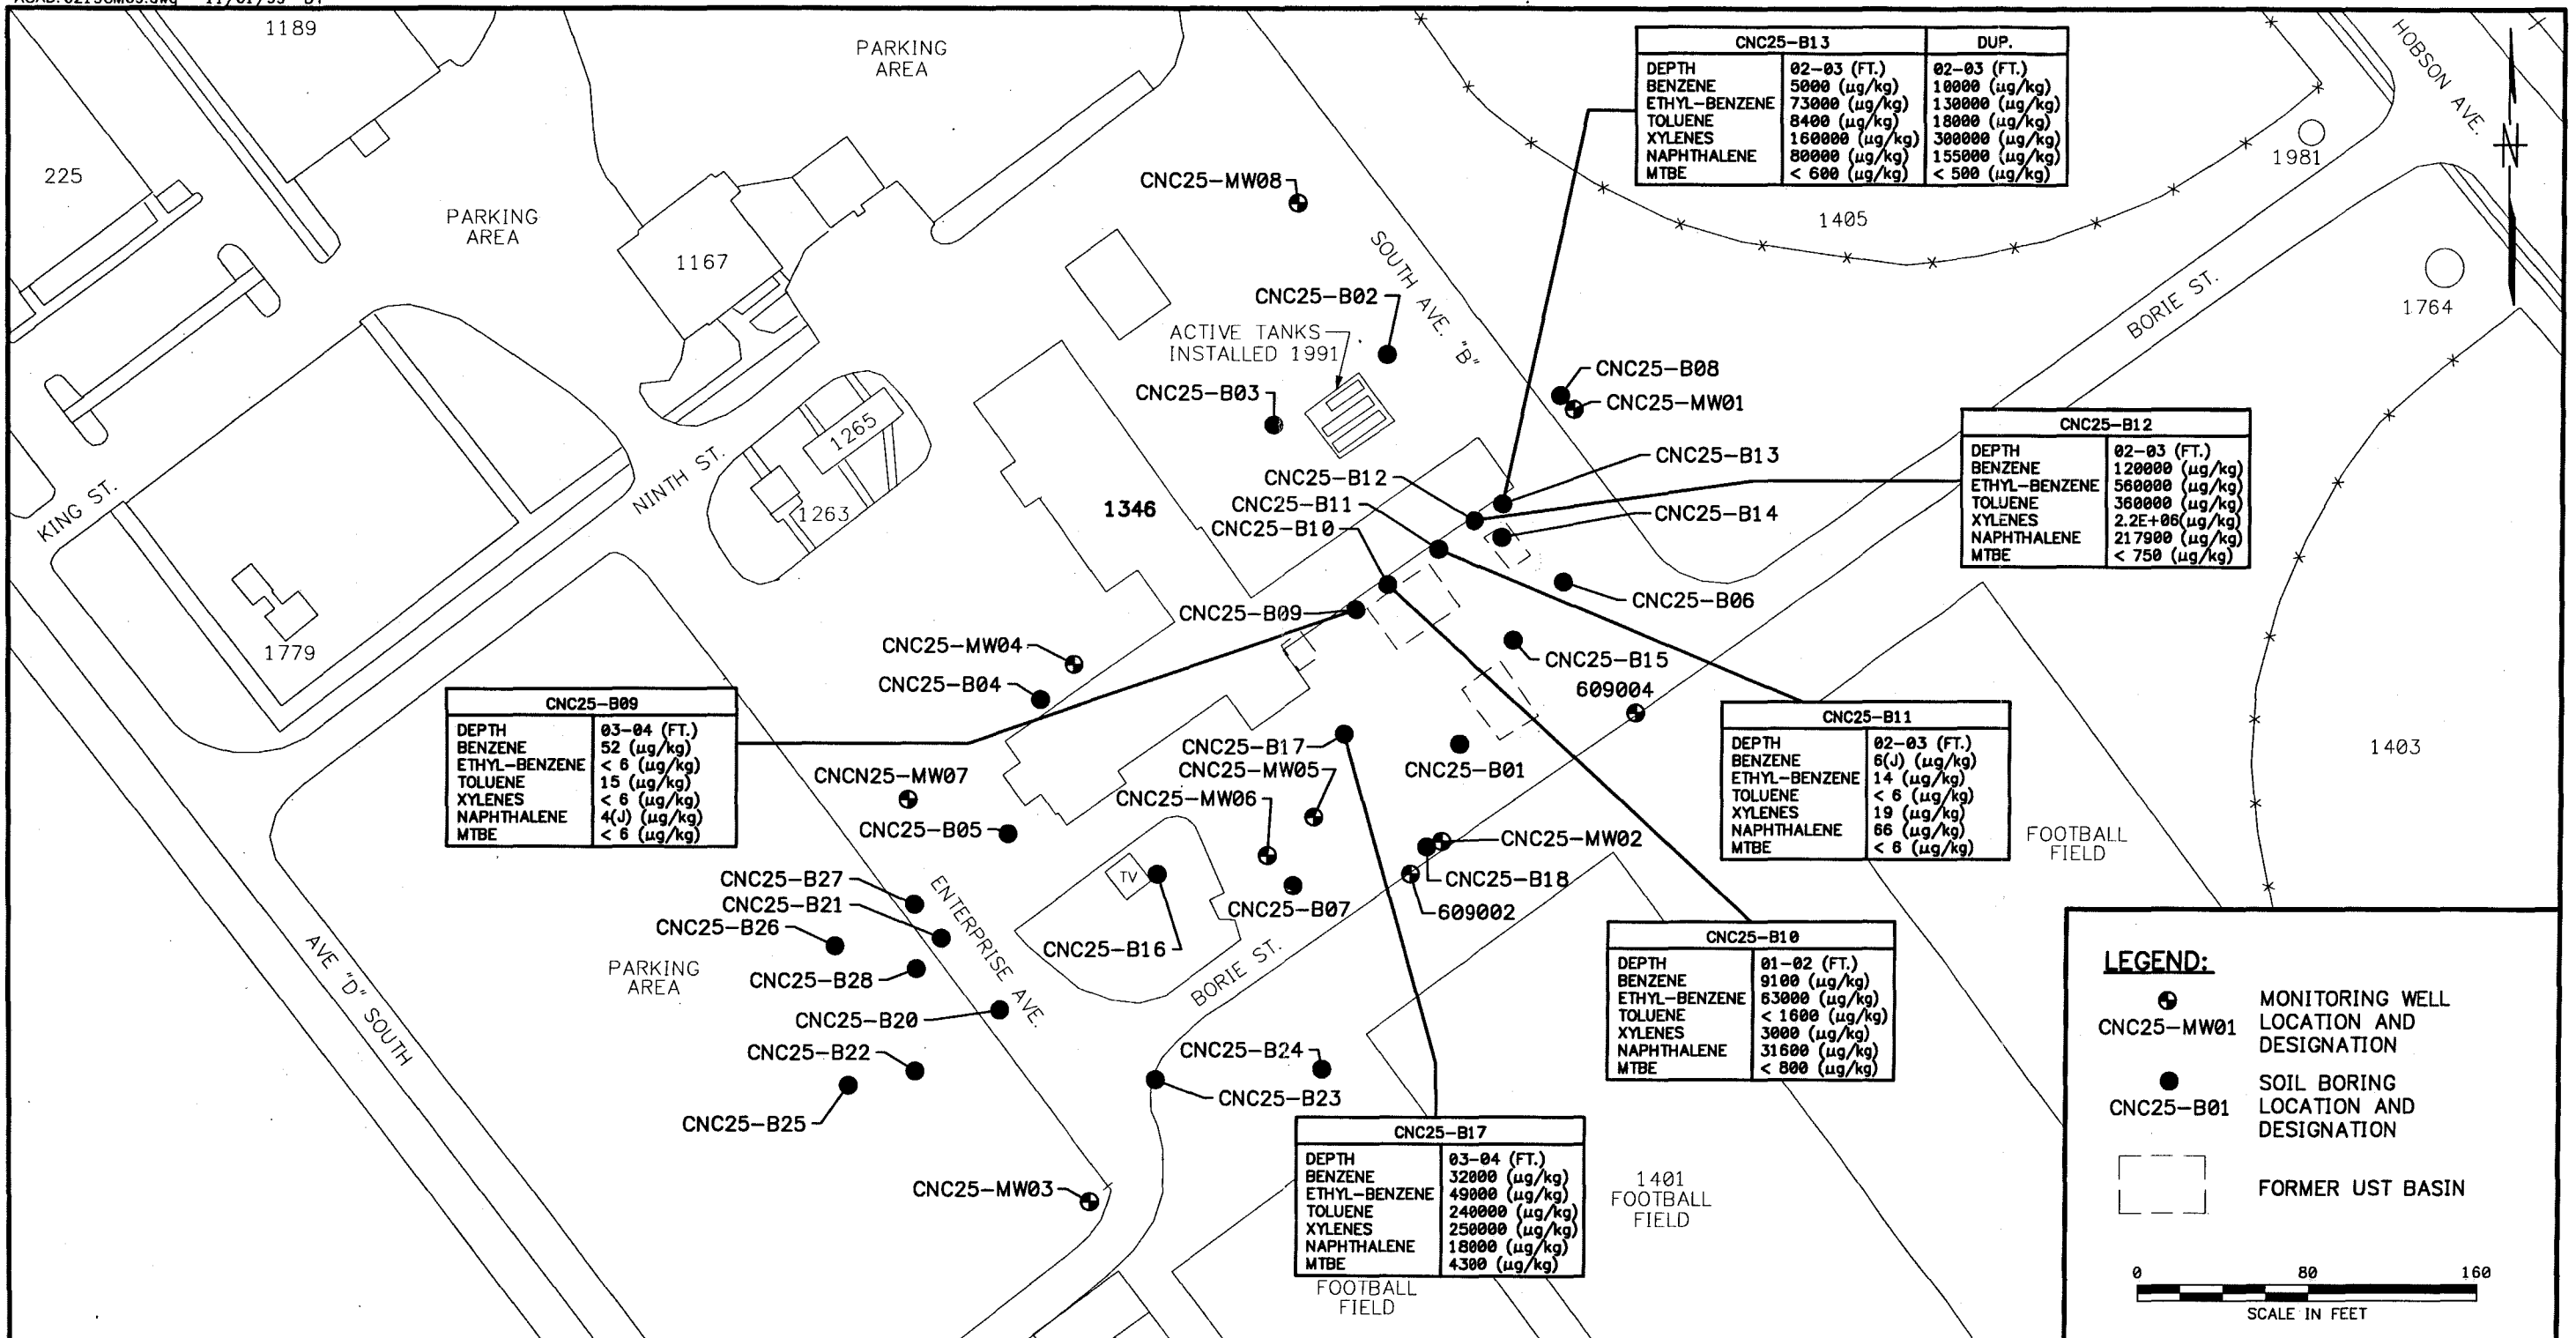 1189
PARKING
AREA
HOBSON AVE.
225
PARKING
AREA
1167
CNC25-MW08
CNC25-B13 DUP.
DEPTH 02-03 (FT.) 02-03 (FT.)
BENZENE 5000 (µg/kg) 10000 (µg/kg)
ETHYL-BENZENE 73000 (µg/kg) 130000 (µg/kg)
TOLUENE 8400 (µg/kg) 18000 (µg/kg)
XYLENES 160000 (µg/kg) 300000 (µg/kg)
NAPHTHALENE 80000 (µg/kg) 155000 (µg/kg)
MTBE < 600 (µg/kg) < 500 (µg/kg)
N
1981
1405
SOUTH AVE. "B"
BORIE ST.
1764
CNC25-B02
ACTIVE TANKS
INSTALLED 1991
CNC25-B03
CNC25-B08
CNC25-MW01
1265
1263
NINTH ST.
KING ST.
1779
1346
CNC25-B12
CNC25-B11
CNC25-B10
CNC25-B13
CNC25-B14
CNC25-B12
DEPTH 02-03 (FT.)
BENZENE 120000 (µg/kg)
ETHYL-BENZENE 560000 (µg/kg)
TOLUENE 360000 (µg/kg)
XYLENES 2.2E+06(µg/kg)
NAPHTHALENE 217900 (µg/kg)
MTBE < 750 (µg/kg)
CNC25-B09
CNC25-B06
CNC25-MW04
CNC25-B04
CNC25-B15
609004
CNC25-B09
DEPTH 03-04 (FT.)
BENZENE 52 (µg/kg)
ETHYL-BENZENE < 6 (µg/kg)
TOLUENE 15 (µg/kg)
XYLENES < 6 (µg/kg)
NAPHTHALENE 4(J) (µg/kg)
MTBE < 6 (µg/kg)
CNC25-B11
DEPTH 02-03 (FT.)
BENZENE 6(J) (µg/kg)
ETHYL-BENZENE 14 (µg/kg)
TOLUENE < 6 (µg/kg)
XYLENES 19 (µg/kg)
NAPHTHALENE 66 (µg/kg)
MTBE < 6 (µg/kg)
1403
CNC25-B17
CNC25-MW05
CNC25-B01
CNCN25-MW07
CNC25-MW06
CNC25-B05
CNC25-MW02
FOOTBALL
FIELD
CNC25-B27
CNC25-B21
CNC25-B26
TV
CNC25-B18
CNC25-B07
609002
ENTERPRISE AVE.
CNC25-B16
CNC25-B28
PARKING
AREA
AVE "D" SOUTH
BORIE ST.
CNC25-B20
CNC25-B22
CNC25-B25
CNC25-B24
CNC25-B23
CNC25-MW03
CNC25-B10
DEPTH 01-02 (FT.)
BENZENE 9100 (µg/kg)
ETHYL-BENZENE 63000 (µg/kg)
TOLUENE < 1600 (µg/kg)
XYLENES 3000 (µg/kg)
NAPHTHALENE 31600 (µg/kg)
MTBE < 800 (µg/kg)
CNC25-B17
DEPTH 03-04 (FT.)
BENZENE 32000 (µg/kg)
ETHYL-BENZENE 49000 (µg/kg)
TOLUENE 240000 (µg/kg)
XYLENES 250000 (µg/kg)
NAPHTHALENE 18000 (µg/kg)
MTBE 4300 (µg/kg)
FOOTBALL
FIELD
1401
FOOTBALL
FIELD
LEGEND:
CNC25-MW01
MONITORING WELL
LOCATION AND
DESIGNATION
CNC25-B01
SOIL BORING
LOCATION AND
DESIGNATION
FORMER UST BASIN
0 80 160
SCALE IN FEET